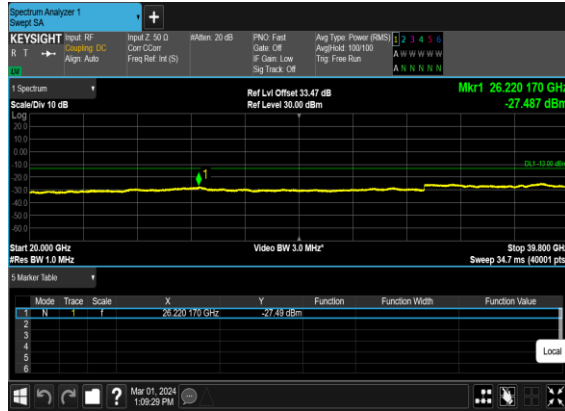 Spectrum Analyzer 1
Swept SA
+
KEYSIGHT Input: RF Input Z: 50 Ω #Atten: 20 dB PNO: Fast Avg Type: Power (RMS) 1 2 3 4 5 6
R T Coupling: DC Corr CCorr Gate: Off Avg|Hold: 100/100 A W W W W W
Align: Auto Freq Ref: Int (S) IF Gain: Low Trig: Free Run
Sig Track: Off A N N N N N
1 Spectrum Ref Lvl Offset 33.47 dB Mkr1 26.220 170 GHz
Scale/Div 10 dB Ref Level 30.00 dBm -27.487 dBm
Log
20.0
10.0
0.00
-10.0
DL1 -13.00 dBm
1
-20.0
-30.0
-40.0
-50.0
-60.0
Start 20.000 GHz Video BW 3.0 MHz* Stop 39.800 GHz
#Res BW 1.0 MHz Sweep 34.7 ms (40001 pts)
5 Marker Table
Mode Trace Scale X Y Function Function Width Function Value
1 N 1 f 26.220 170 GHz -27.49 dBm
2
3
4
5
6
Local
? Mar 01, 2024
1:09:29 PM